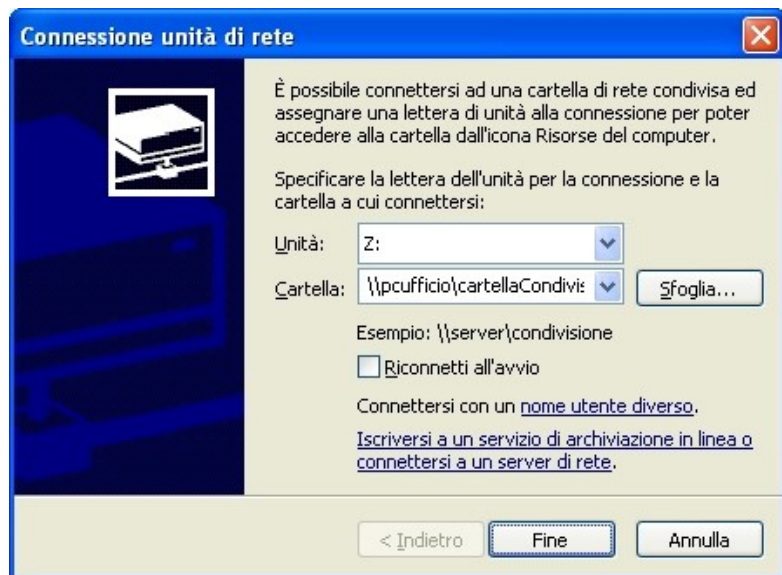 Connessione unità di rete
È possibile connettersi ad una cartella di rete condivisa ed
assegnare una lettera di unità alla connessione per poter
accedere alla cartella dall'icona Risorse del computer.
Specificare la lettera dell'unità per la connessione e la
cartella a cui connettersi:
Unità: Z:
Cartella: \\pcufficio\cartellaCondivis Sfoglia...
Esempio: \\server\condivisione
Riconnetti all'avvio
Connettersi con un nome utente diverso.
Iscriversi a un servizio di archiviazione in linea o
connettersi a un server di rete.
< Indietro Fine Annulla